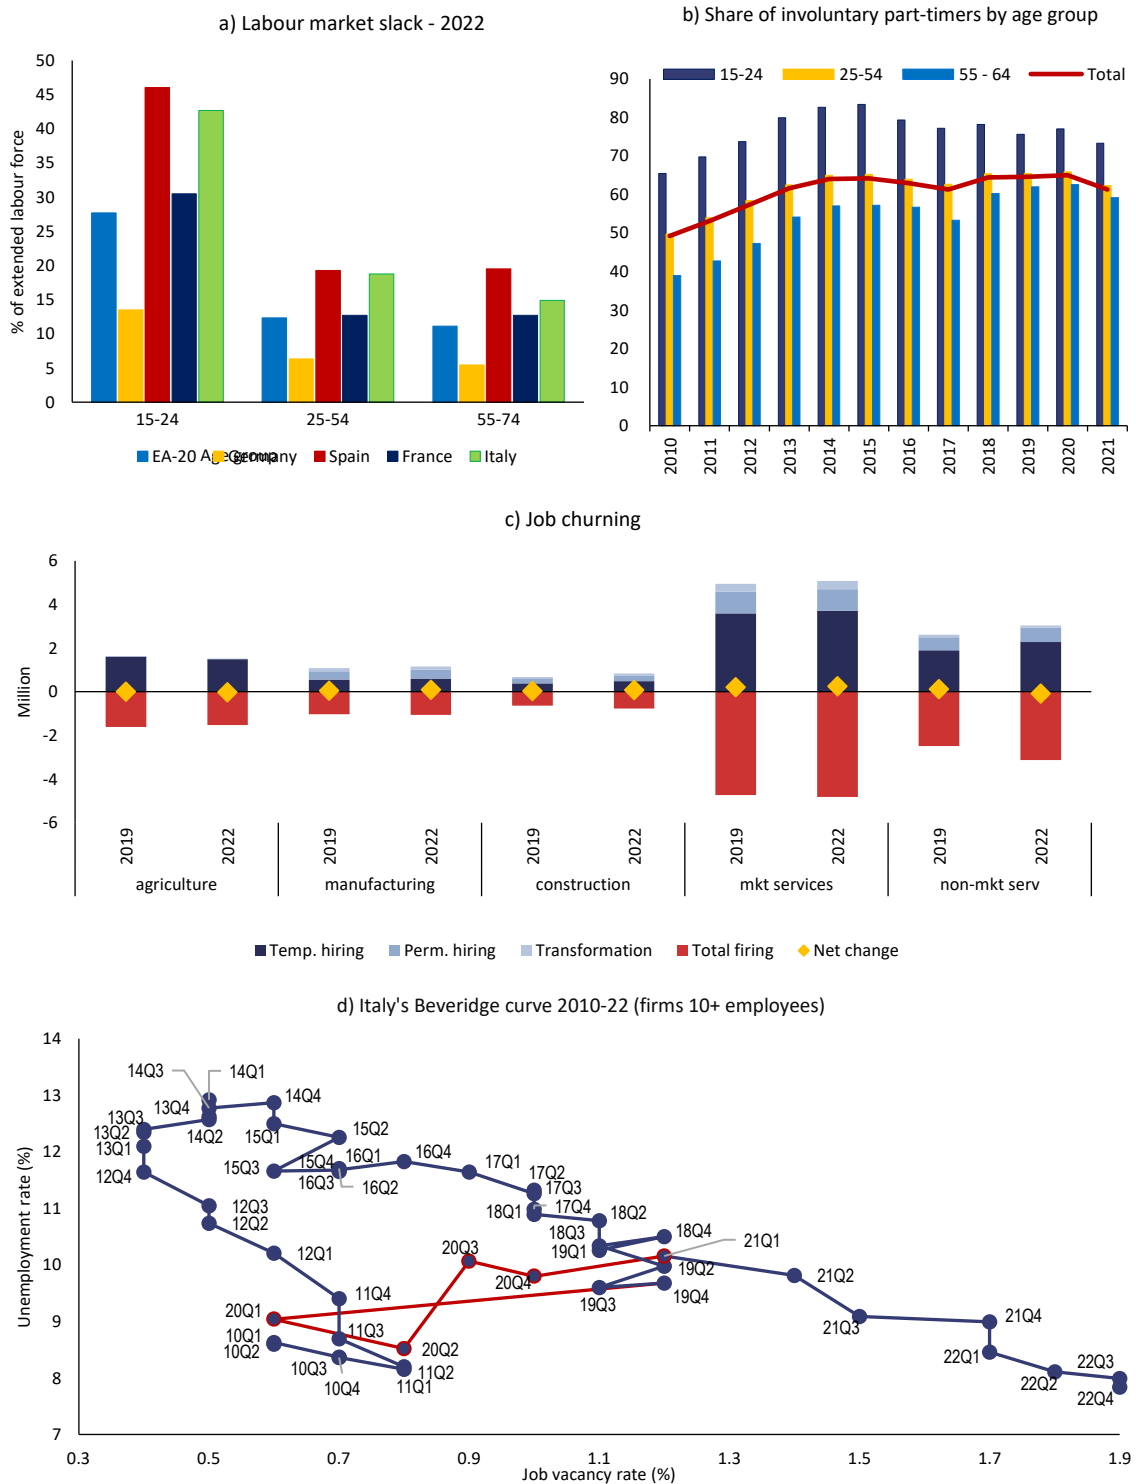 a) Labour market slack - 2022
% of extended labour force
50
45
40
35
30
25
20
15
10
5
0
15-24 25-54 55-74
Age group
EA-20 Germany Spain France Italy
b) Share of involuntary part-timers by age group
15-24 25-54 55 - 64 Total
90
80
70
60
50
40
30
20
10
0
2010 2011 2012 2013 2014 2015 2016 2017 2018 2019 2020 2021
c) Job churning
Million
6
4
2
0
-2
-4
-6
2019 2022 2019 2022 2019 2022 2019 2022 2019 2022
agriculture manufacturing construction mkt services non-mkt serv
Temp. hiring Perm. hiring Transformation Total firing Net change
d) Italy's Beveridge curve 2010-22 (firms 10+ employees)
Unemployment rate (%)
14
13
12
11
10
9
8
7
14Q3 14Q1
14Q4
13Q4
13Q3
13Q2 14Q2 15Q1 15Q2
13Q1
12Q4 15Q3 15Q4 16Q1 16Q4 17Q1
16Q3 16Q2 17Q2
17Q3
12Q3 17Q4
12Q2 18Q1 18Q2
18Q3 18Q4
12Q1 20Q3 19Q1 21Q1
20Q4 19Q2 21Q2
11Q4 19Q3 19Q4
20Q1 21Q3 21Q4
10Q1 11Q3
10Q2 20Q2 22Q1
10Q3 11Q2 22Q3
10Q4 11Q1 22Q2
22Q4
0.3 0.5 0.7 0.9 1.1 1.3 1.5 1.7 1.9
Job vacancy rate (%)